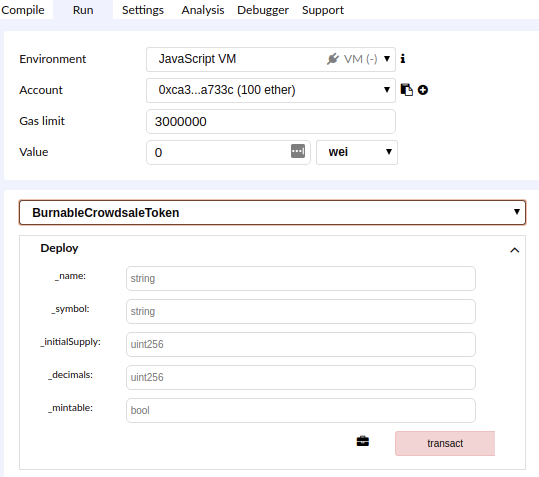 Compile Run Settings Analysis Debugger Support
Environment JavaScript VM VM (-)
Account 0xca3...a733c (100 ether)
Gas limit 3000000
Value 0 wei
BurnableCrowdsaleToken
Deploy
_name: string
_symbol: string
_initialSupply: uint256
_decimals: uint256
_mintable: bool
transact